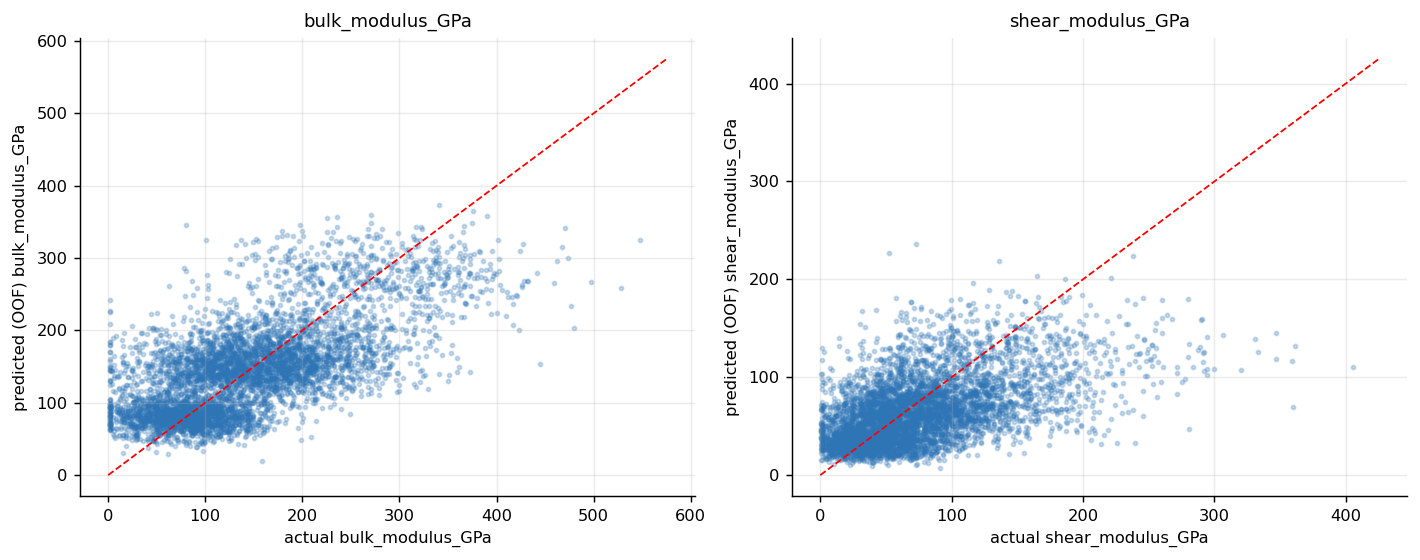 bulk_modulus_GPa
predicted (OOF) bulk_modulus_GPa
600
500
400
300
200
100
0
0 100 200 300 400 500 600
actual bulk_modulus_GPa
shear_modulus_GPa
predicted (OOF) shear_modulus_GPa
400
300
200
100
0
0 100 200 300 400
actual shear_modulus_GPa